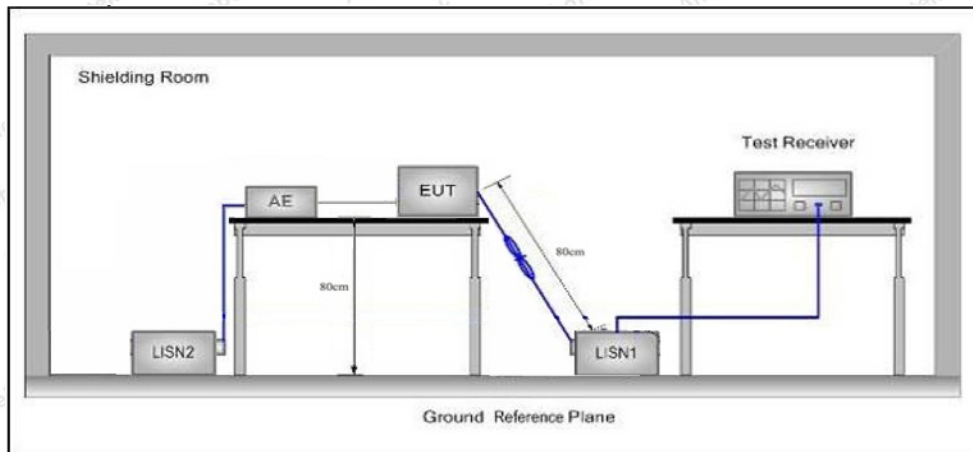 Shielding Room
Test Receiver
AE
EUT
80cm
80cm
LISN2
LISN1
Ground Reference Plane